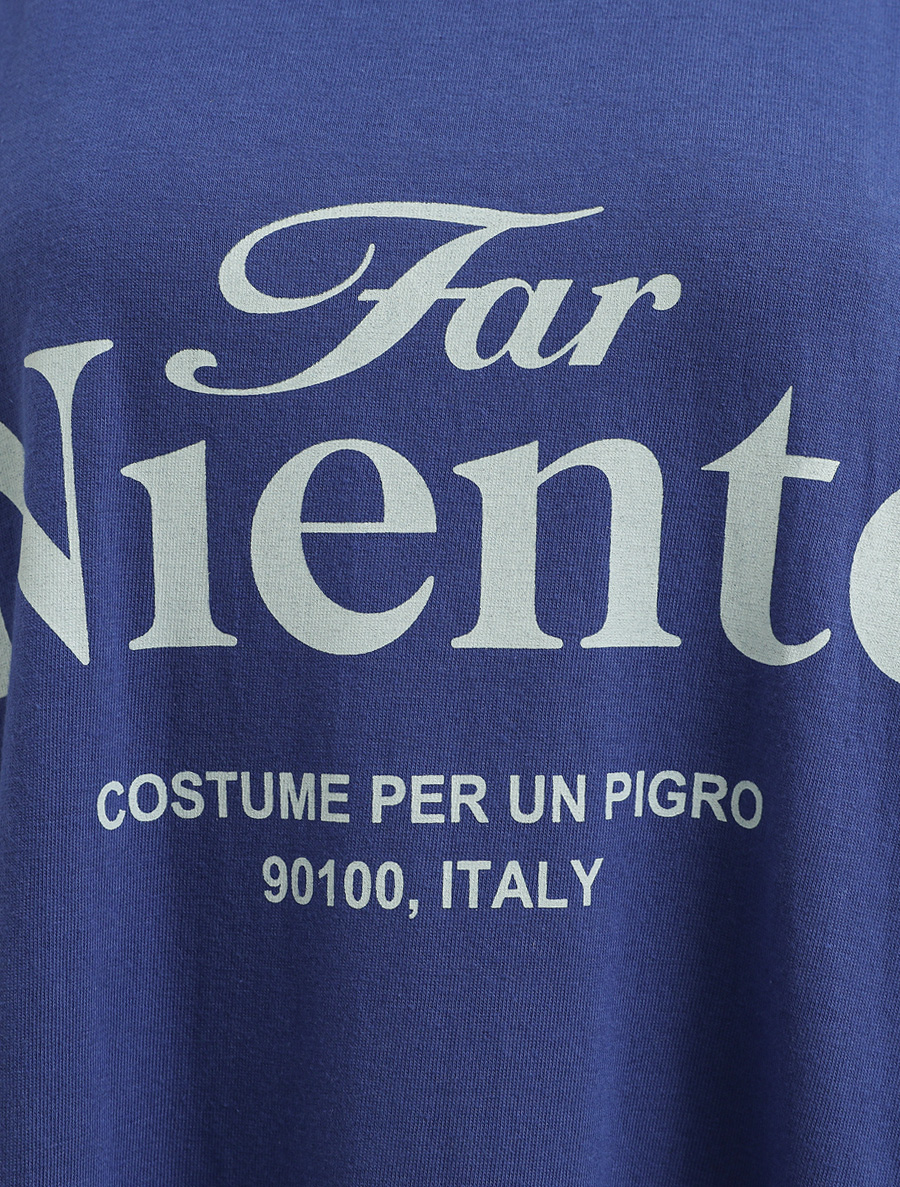 Far
Niente
COSTUME PER UN PIGRO
90100, ITALY